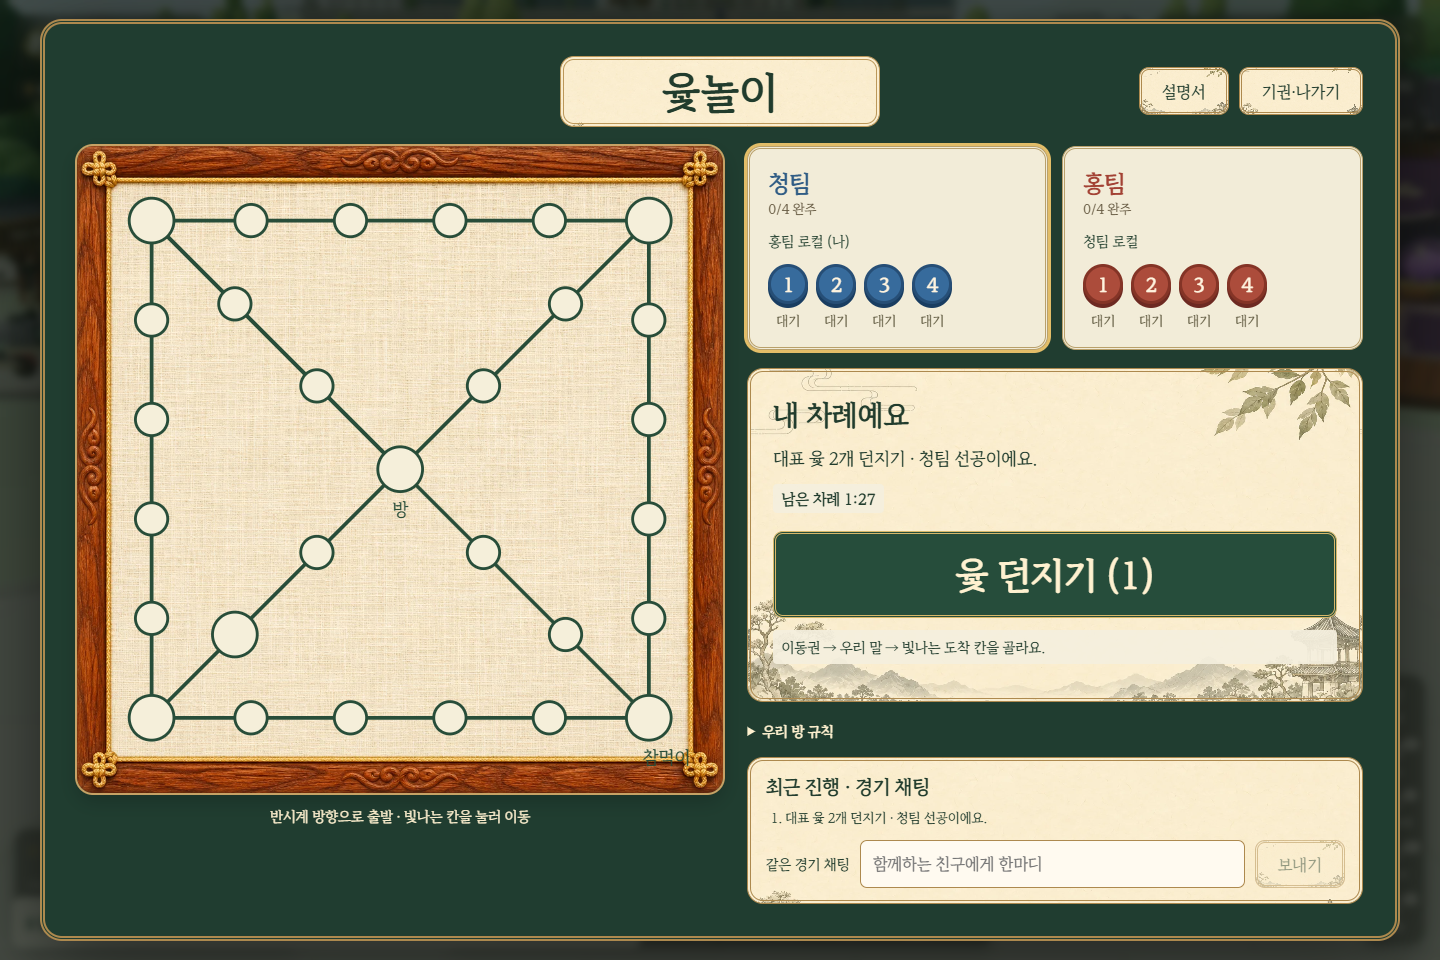 윷놀이
설명서
기권·나가기
청팀
0/4 완주
홍팀 로컬 (나)
1 2 3 4
대기 대기 대기 대기
홍팀
0/4 완주
청팀 로컬
1 2 3 4
대기 대기 대기 대기
방
참먹이
반시계 방향으로 출발 · 빛나는 칸을 눌러 이동
내 차례예요
대표 윷 2개 던지기 · 청팀 선공이에요.
남은 차례 1:27
윷 던지기 (1)
이동권 → 우리 말 → 빛나는 도착 칸을 골라요.
▶ 우리 방 규칙
최근 진행 · 경기 채팅
1. 대표 윷 2개 던지기 · 청팀 선공이에요.
같은 경기 채팅
함께하는 친구에게 한마디
보내기